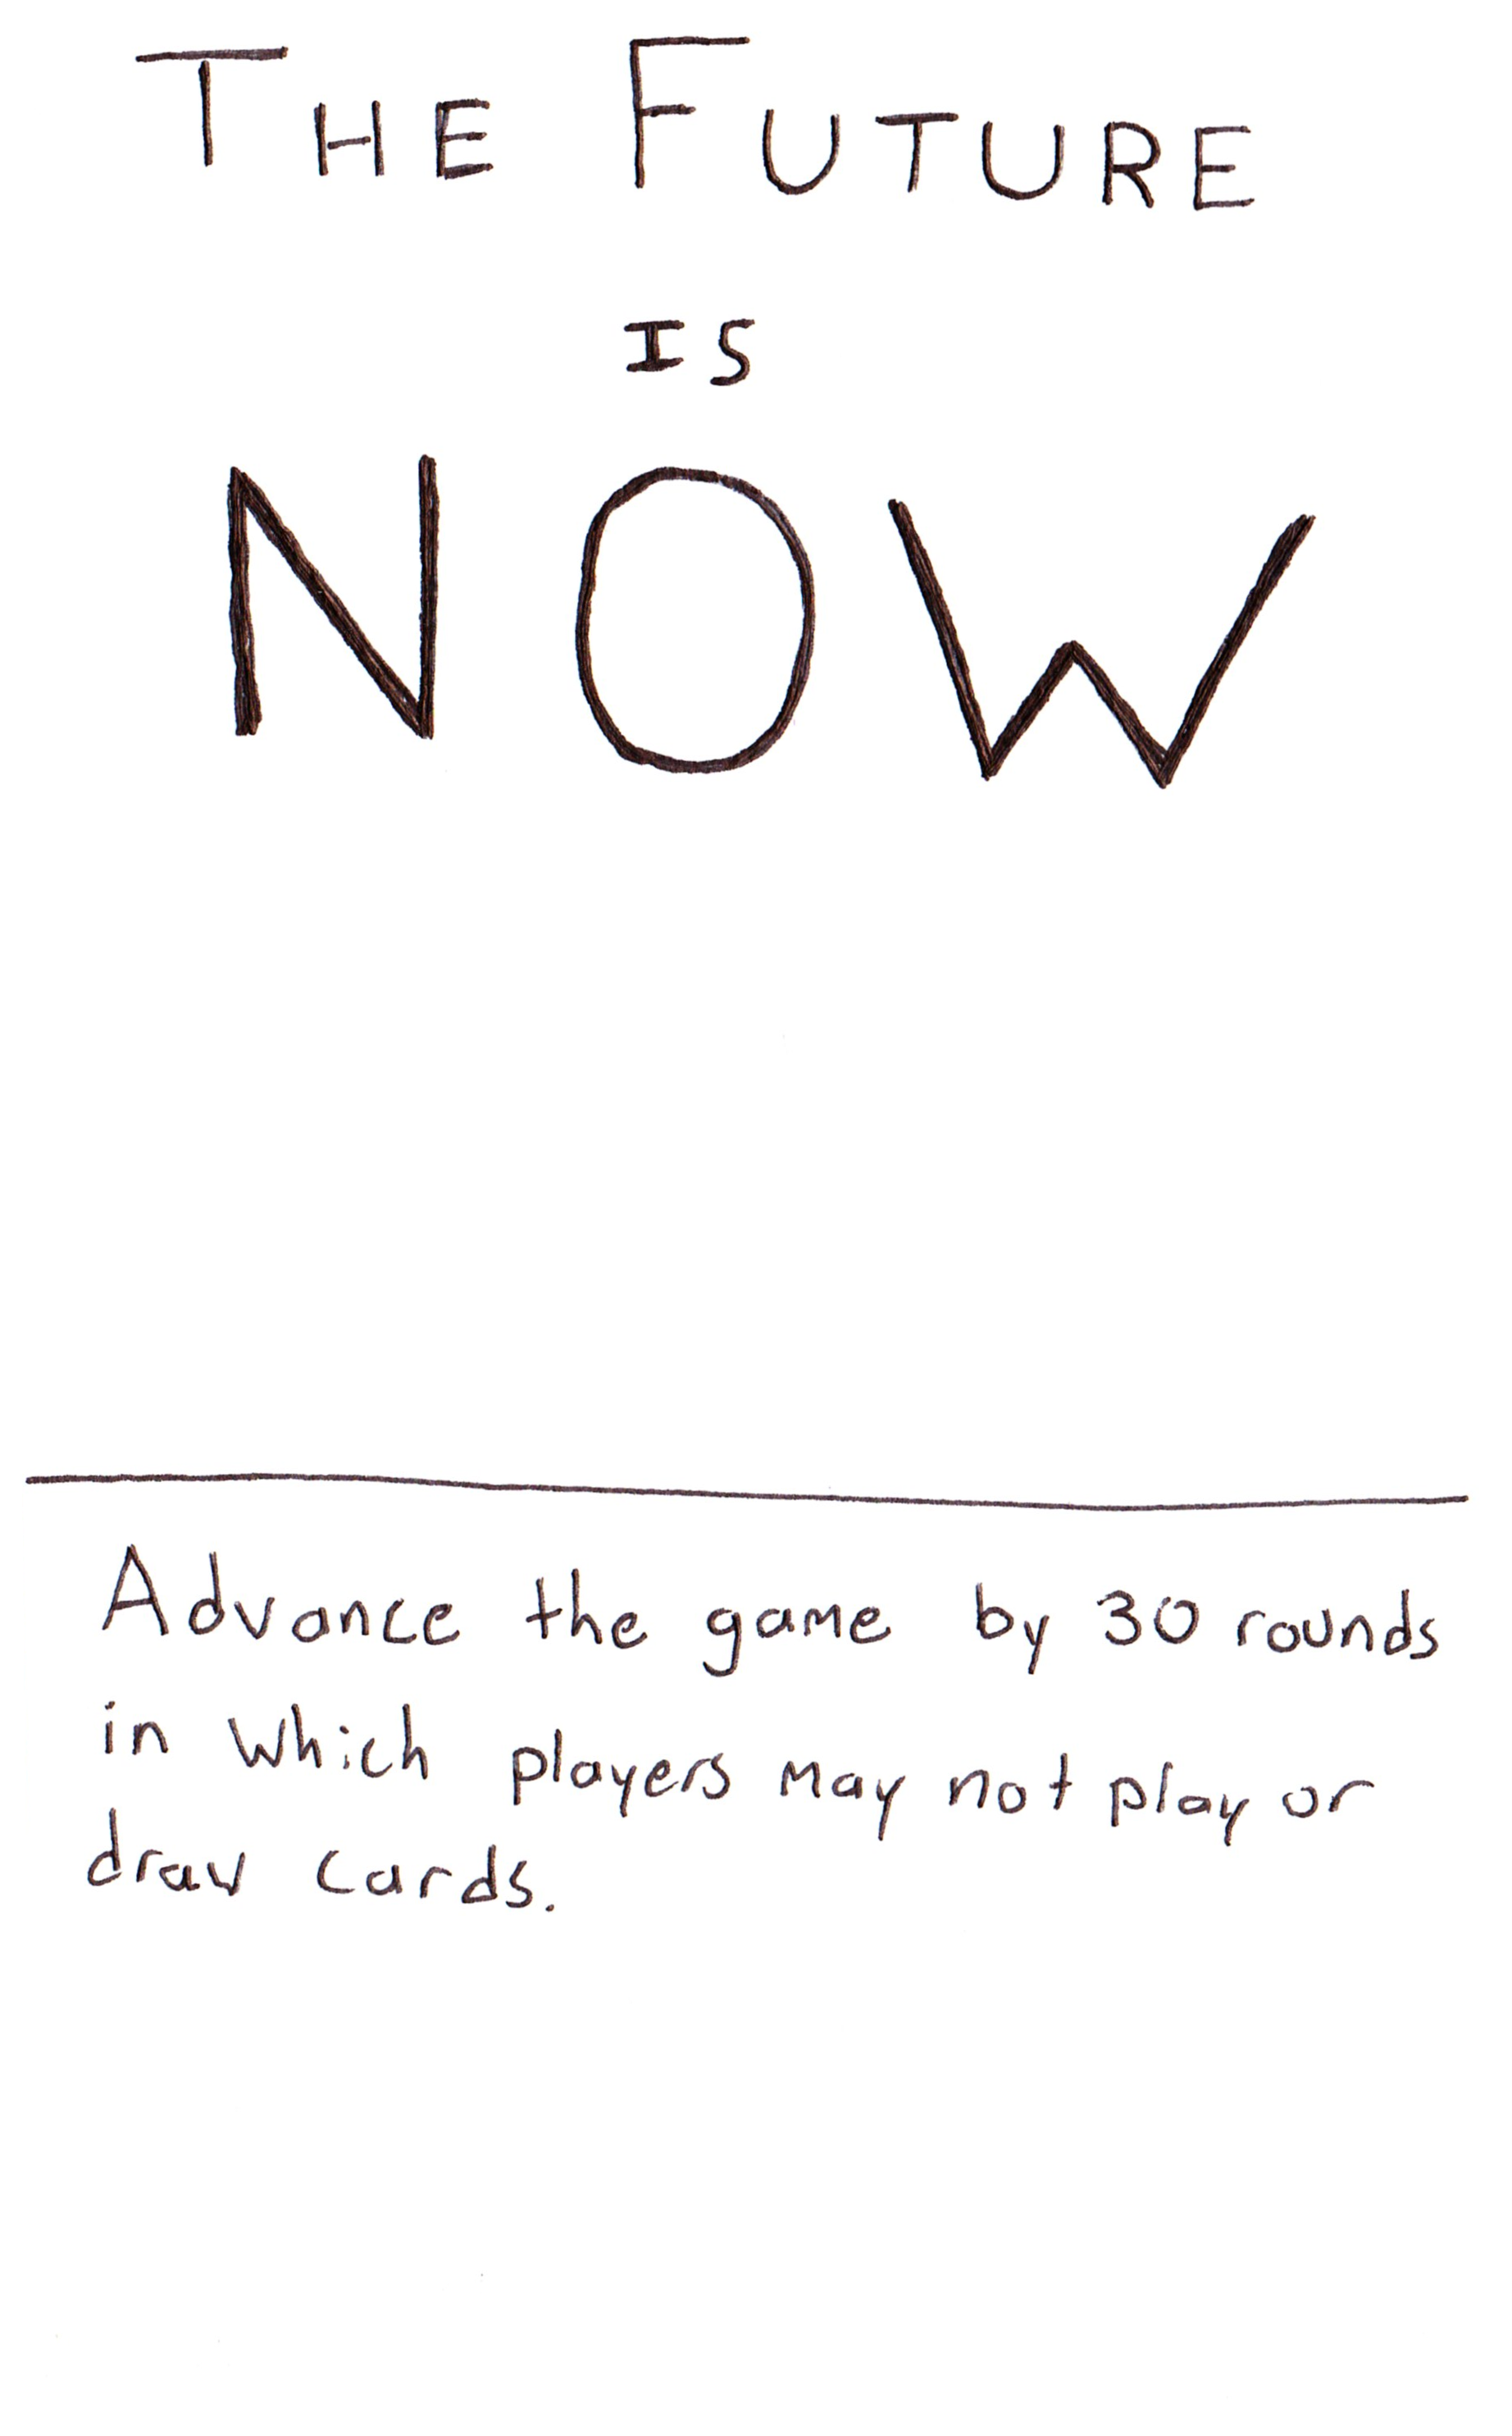 THE FUTURE
IS
NOW
Advance the game by 30 rounds
in which players may not play or
draw cards.